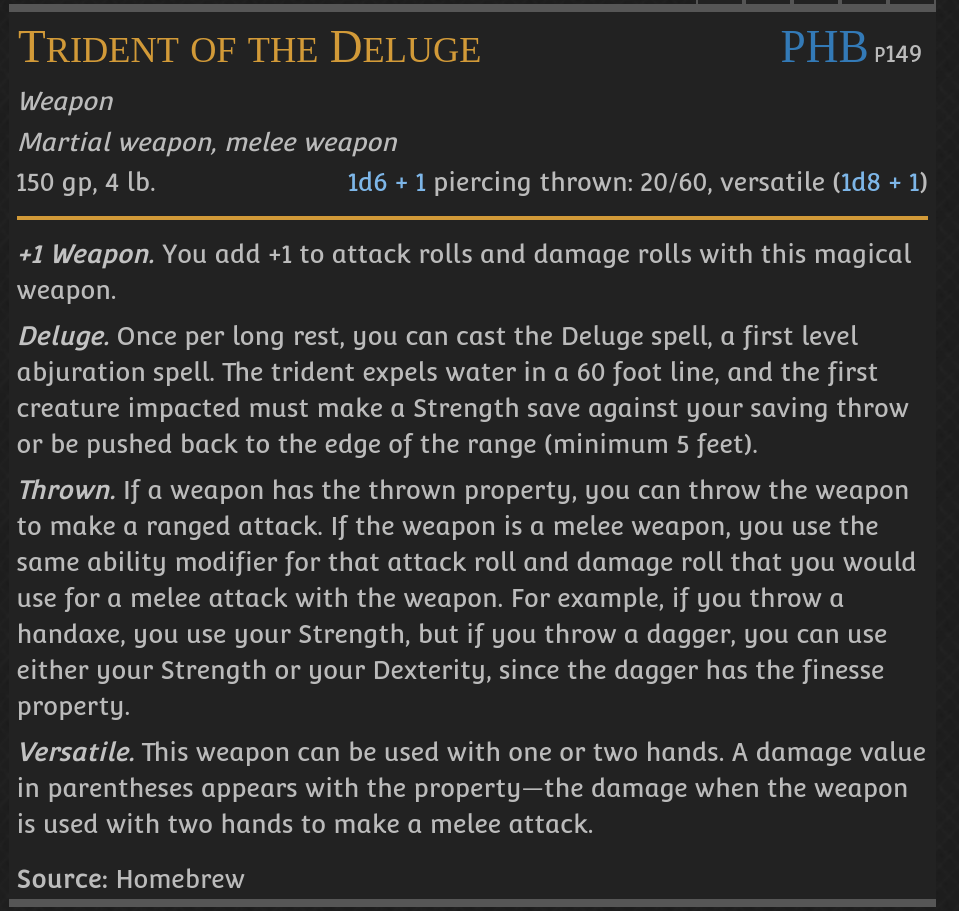 Trident of the Deluge PHB P149
Weapon
Martial weapon, melee weapon
150 gp, 4 lb. 1d6 + 1 piercing thrown: 20/60, versatile (1d8 + 1)
+1 Weapon. You add +1 to attack rolls and damage rolls with this magical
weapon.
Deluge. Once per long rest, you can cast the Deluge spell, a first level
abjuration spell. The trident expels water in a 60 foot line, and the first
creature impacted must make a Strength save against your saving throw
or be pushed back to the edge of the range (minimum 5 feet).
Thrown. If a weapon has the thrown property, you can throw the weapon
to make a ranged attack. If the weapon is a melee weapon, you use the
same ability modifier for that attack roll and damage roll that you would
use for a melee attack with the weapon. For example, if you throw a
handaxe, you use your Strength, but if you throw a dagger, you can use
either your Strength or your Dexterity, since the dagger has the finesse
property.
Versatile. This weapon can be used with one or two hands. A damage value
in parentheses appears with the property—the damage when the weapon
is used with two hands to make a melee attack.
Source: Homebrew